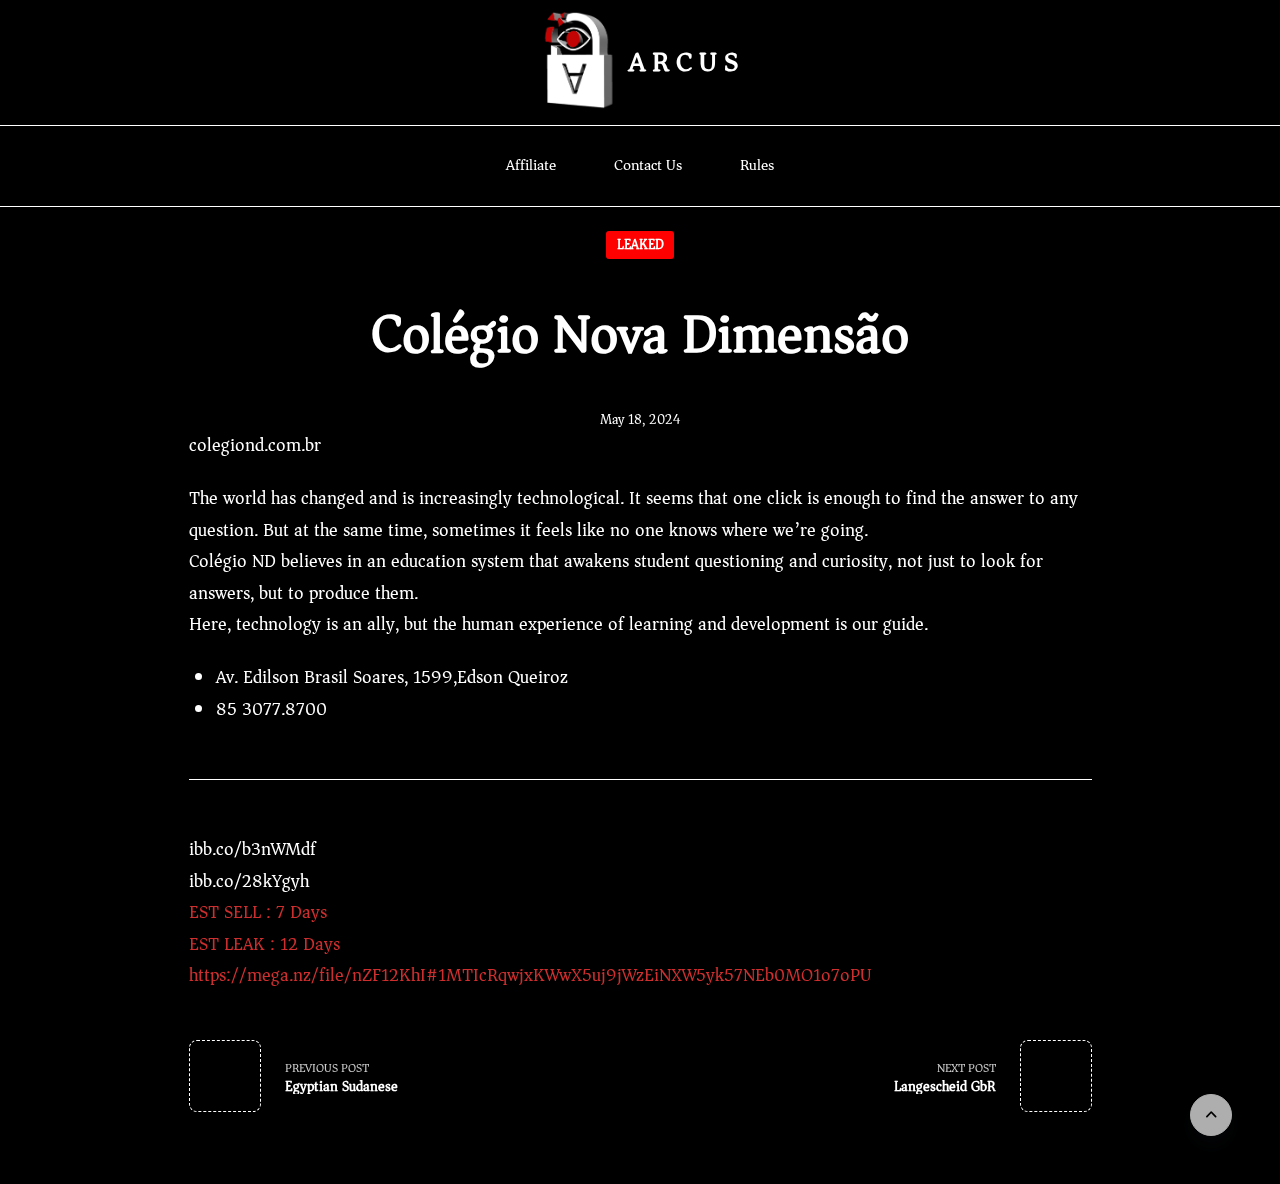 ARCUS
Affiliate
Contact Us
Rules
LEAKED
Colégio Nova Dimensão
May 18, 2024
colegiond.com.br
The world has changed and is increasingly technological. It seems that one click is enough to find the answer to any
question. But at the same time, sometimes it feels like no one knows where we’re going.
Colégio ND believes in an education system that awakens student questioning and curiosity, not just to look for
answers, but to produce them.
Here, technology is an ally, but the human experience of learning and development is our guide.
Av. Edilson Brasil Soares, 1599,Edson Queiroz
85 3077.8700
ibb.co/b3nWMdf
ibb.co/28kYgyh
EST SELL : 7 Days
EST LEAK : 12 Days
https://mega.nz/file/nZF12KhI#1MTIcRqwjxKWwX5uj9jWzEiNXW5yk57NEb0MO1o7oPU
PREVIOUS POST
Egyptian Sudanese
NEXT POST
Langescheid GbR